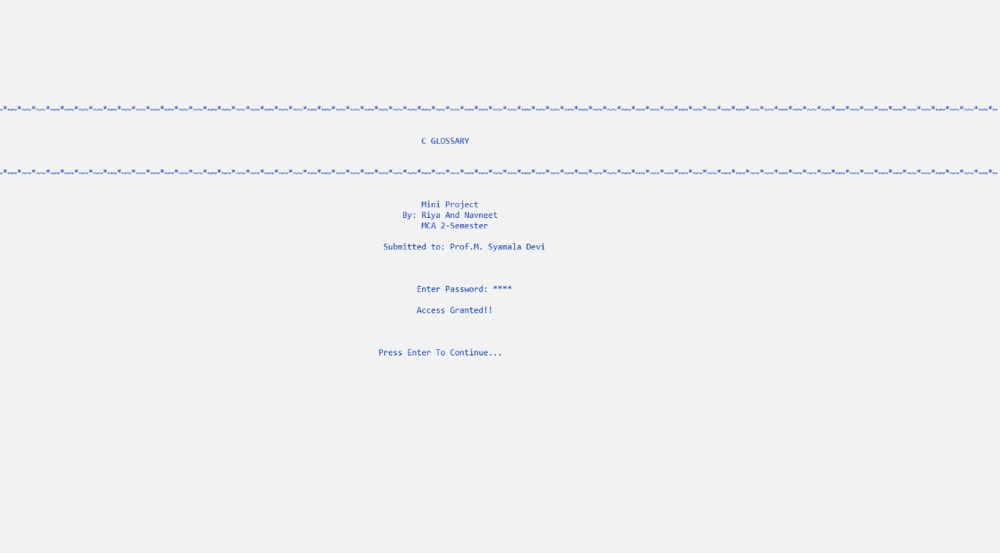 ~*~~*~~*~~*~~*~~*~~*~~*~~*~~*~~*~~*~~*~~*~~*~~*~~*~~*~~*~~*~~*~~*~~*~~*~~*~~*~~*~~*~~*~~*~~*~~*~~*~~*~~*~~*~~*~~*~~*~~*~~*~~*~~*~~*~~*~~*~~*~~*~~*~~*~~*~~*~~*~~*~~*~~*~~*~~*~~*~~*~~*~~*~~*~~*~~*~~*~~*~~*~
C GLOSSARY
~*~~*~~*~~*~~*~~*~~*~~*~~*~~*~~*~~*~~*~~*~~*~~*~~*~~*~~*~~*~~*~~*~~*~~*~~*~~*~~*~~*~~*~~*~~*~~*~~*~~*~~*~~*~~*~~*~~*~~*~~*~~*~~*~~*~~*~~*~~*~~*~~*~~*~~*~~*~~*~~*~~*~~*~~*~~*~~*~~*~~*~~*~~*~~*~~*~~*~~*~~*~
Mini Project
By: Riya And Navneet
MCA 2-Semester
Submitted to: Prof.M. Syamala Devi
Enter Password: ****
Access Granted!!
Press Enter To Continue...